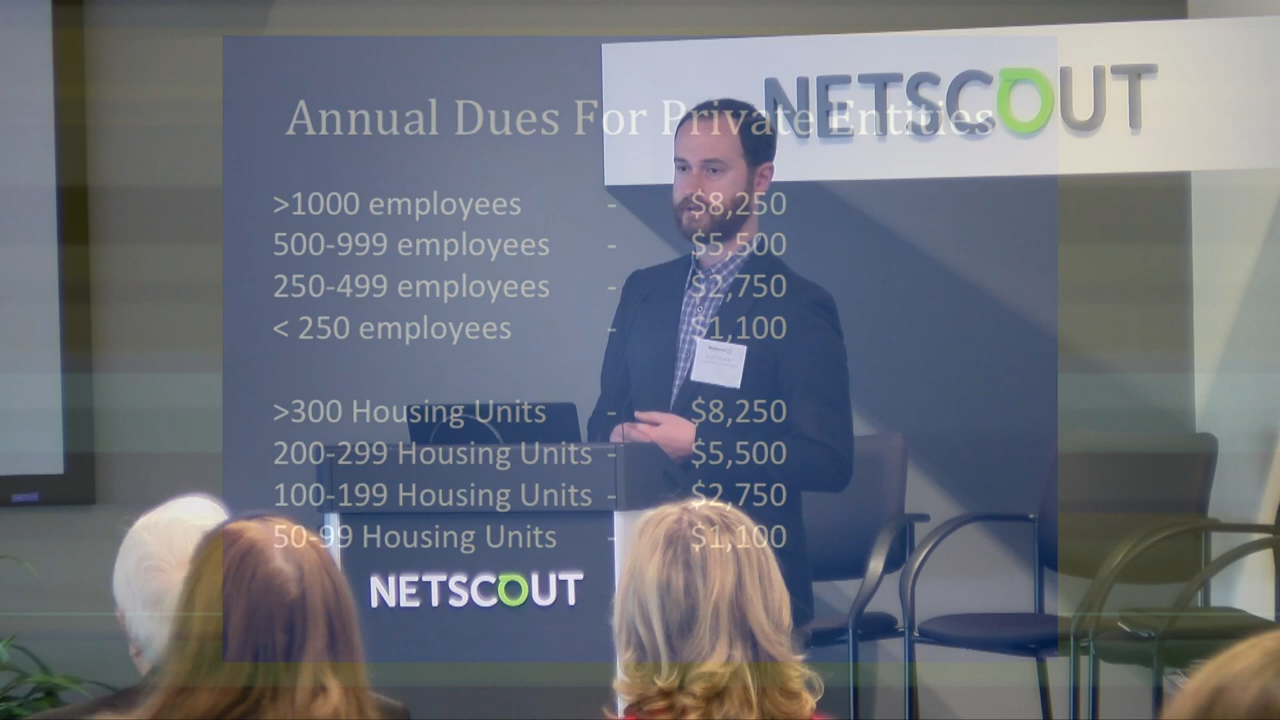 NETSCOUT
Annual Dues For Private Entities
>1000 employees - $8,250
500-999 employees - $5,500
250-499 employees - $2,750
< 250 employees - $1,100
>300 Housing Units - $8,250
200-299 Housing Units - $5,500
100-199 Housing Units - $2,750
50-99 Housing Units - $1,100
NETSCOUT